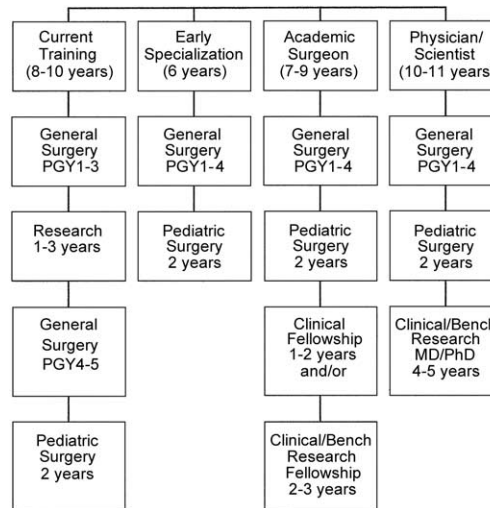 Current
Training
(8-10 years)
Early
Specialization
(6 years)
Academic
Surgeon
(7-9 years)
Physician/
Scientist
(10-11 years)
General
Surgery
PGY1-3
General
Surgery
PGY1-4
General
Surgery
PGY1-4
General
Surgery
PGY1-4
Research
1-3 years
Pediatric
Surgery
2 years
Pediatric
Surgery
2 years
Pediatric
Surgery
2 years
General
Surgery
PGY4-5
Clinical
Fellowship
1-2 years
and/or
Clinical/Bench
Research
MD/PhD
4-5 years
Pediatric
Surgery
2 years
Clinical/Bench
Research
Fellowship
2-3 years